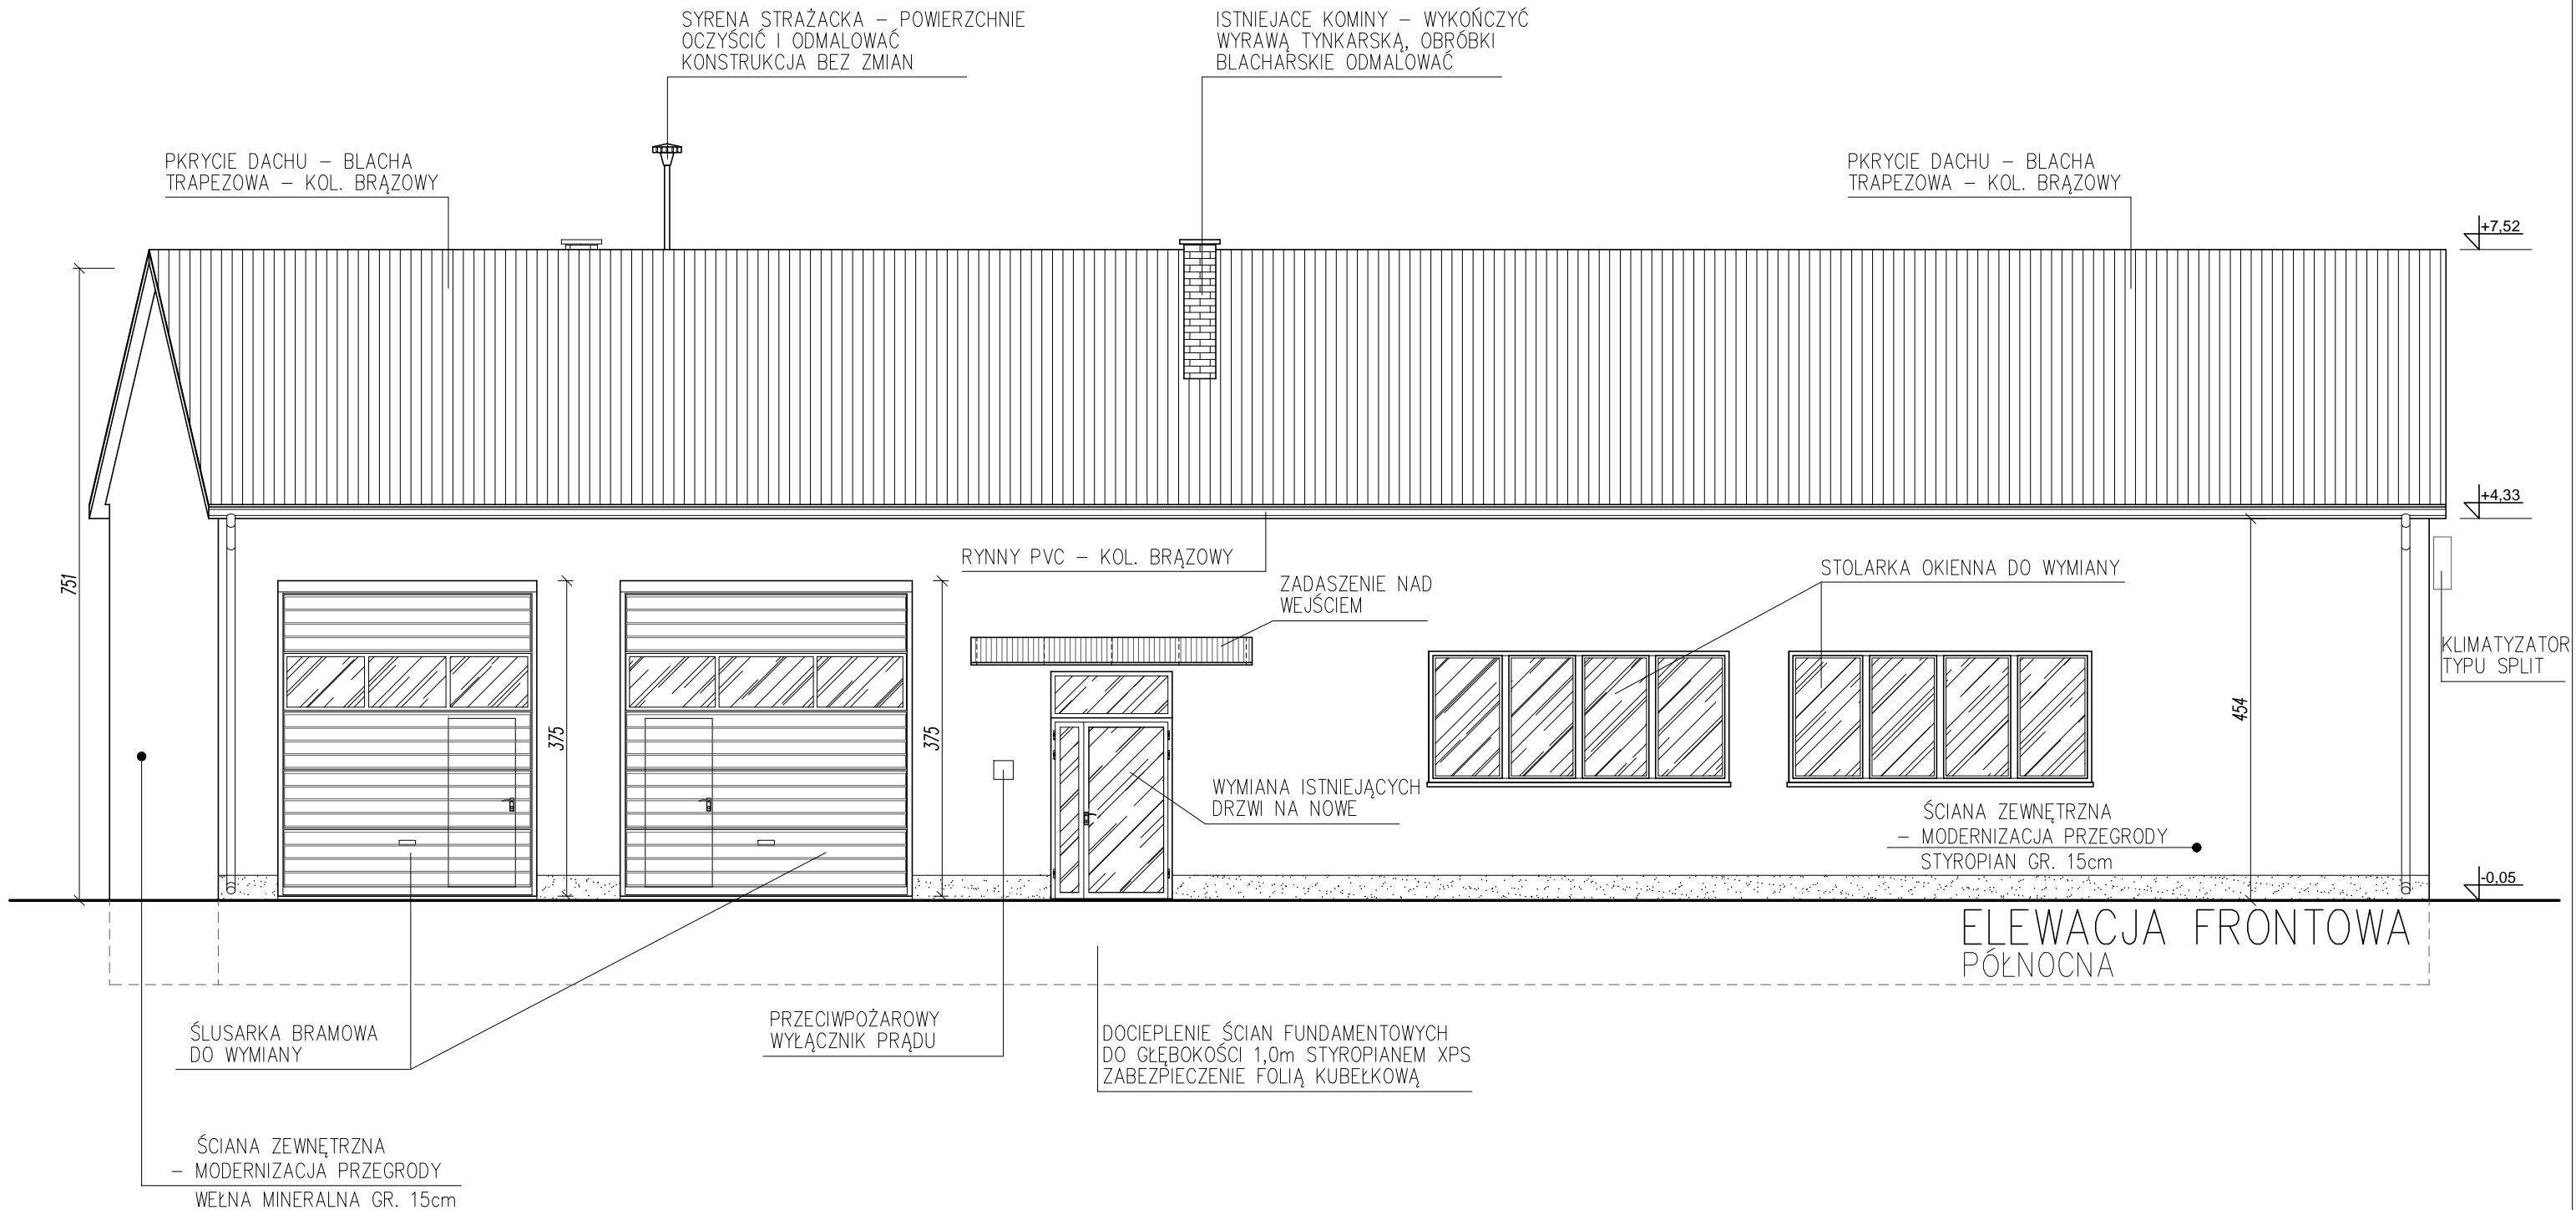 SYRENA STRAŻACKA – POWIERZCHNIE
OCZYŚCIĆ I ODMALOWAĆ
KONSTRUKCJA BEZ ZMIAN
ISTNIEJACE KOMINY – WYKOŃCZYĆ
WYRAWĄ TYNKARSKĄ, OBRÓBKI
BLACHARSKIE ODMALOWAĆ
PKRYCIE DACHU – BLACHA
TRAPEZOWA – KOL. BRĄZOWY
PKRYCIE DACHU – BLACHA
TRAPEZOWA – KOL. BRĄZOWY
+7,52
+4,33
RYNNY PVC – KOL. BRĄZOWY
ZADASZENIE NAD
WEJŚCIEM
STOLARKA OKIENNA DO WYMIANY
KLIMATYZATOR
TYPU SPLIT
751
375
375
454
WYMIANA ISTNIEJĄCYCH
DRZWI NA NOWE
ŚCIANA ZEWNĘTRZNA
– MODERNIZACJA PRZEGRODY
STYROPIAN GR. 15cm
-0,05
ELEWACJA FRONTOWA
PÓŁNOCNA
ŚLUSARKA BRAMOWA
DO WYMIANY
PRZECIWPOŻAROWY
WYŁĄCZNIK PRĄDU
DOCIEPLENIE ŚCIAN FUNDAMENTOWYCH
DO GŁĘBOKOŚCI 1,0m STYROPIANEM XPS
ZABEZPIECZENIE FOLIĄ KUBEŁKOWĄ
ŚCIANA ZEWNĘTRZNA
– MODERNIZACJA PRZEGRODY
WEŁNA MINERALNA GR. 15cm